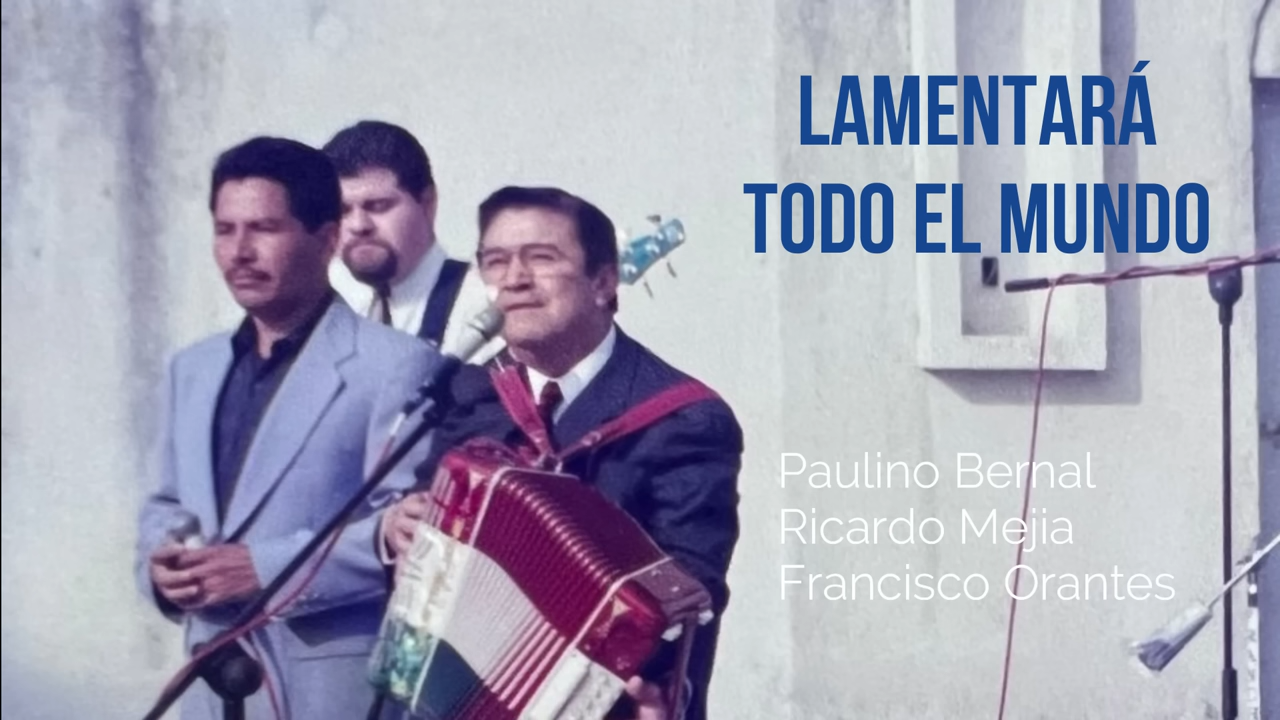 LAMENTARÁ
TODO EL MUNDO
Paulino Bernal
Ricardo Mejia
Francisco Orantes